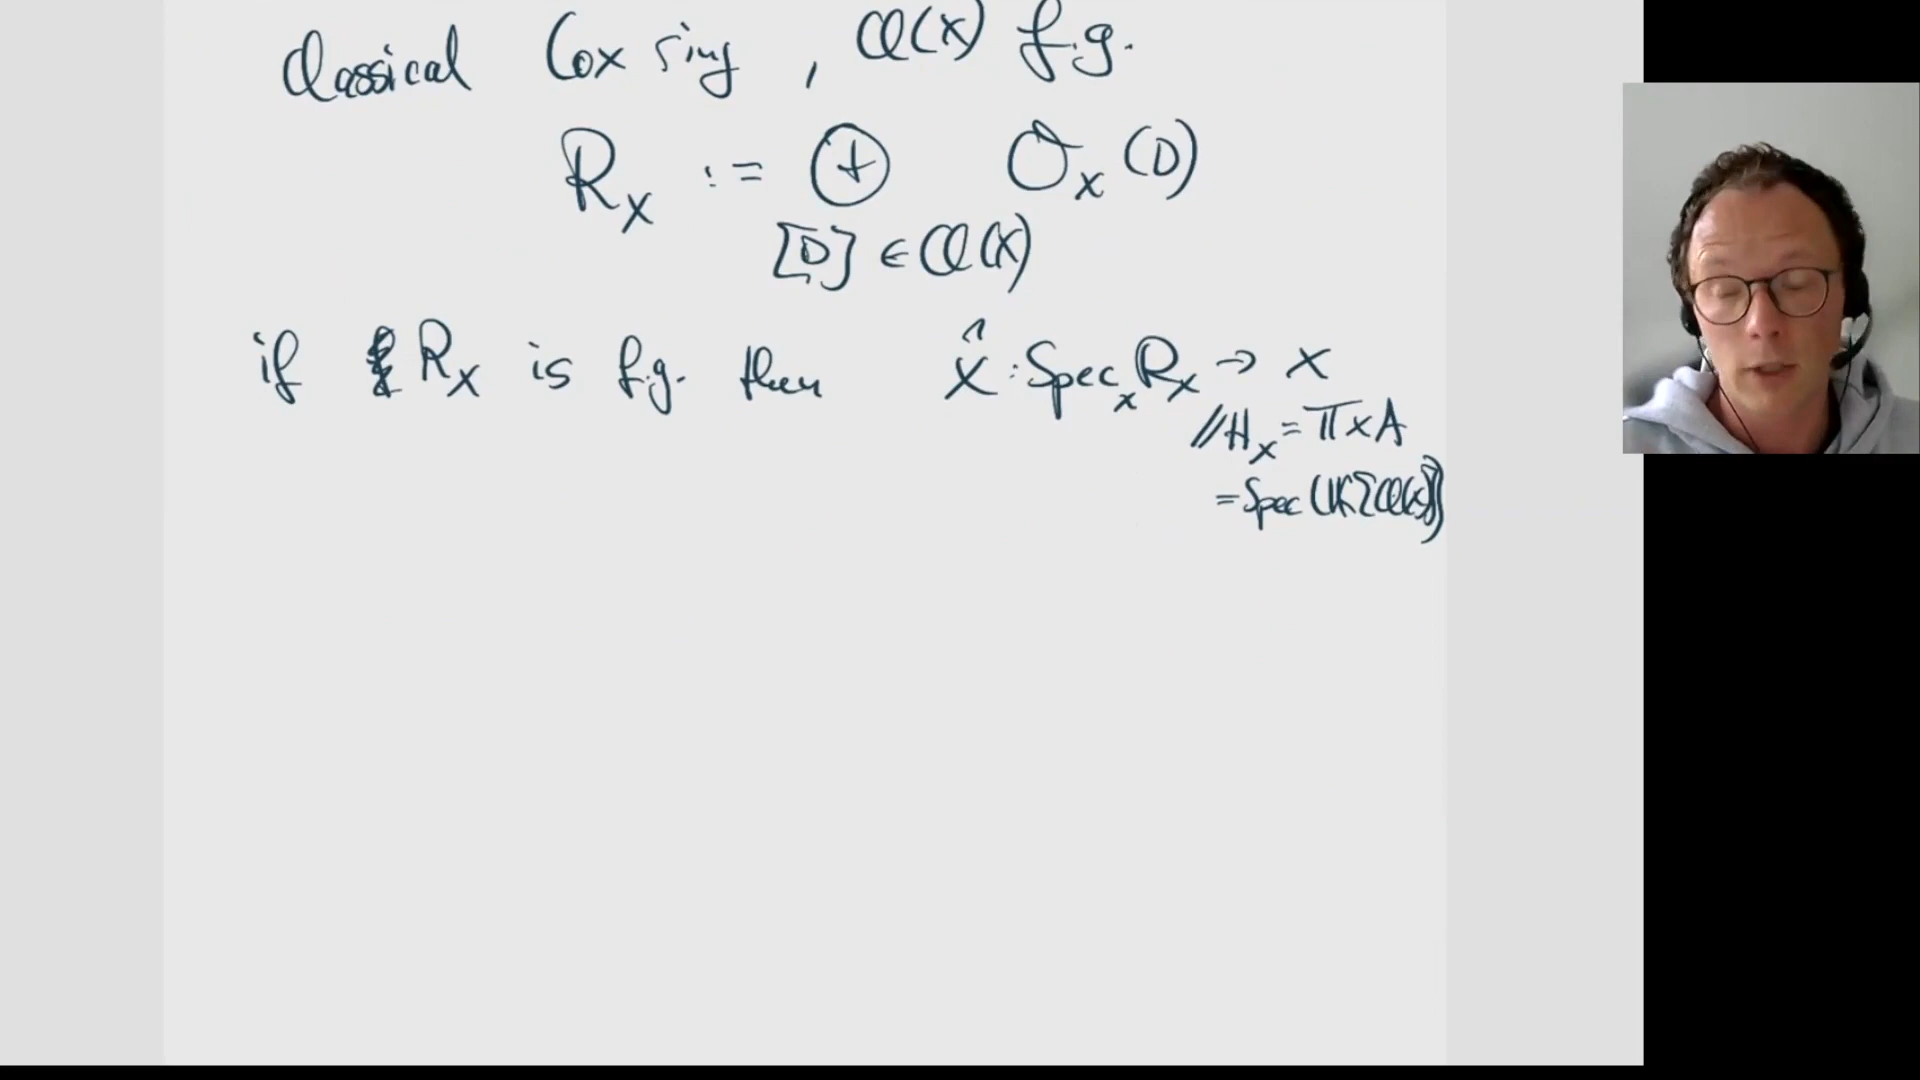 Classical Cox ring, Cl(X) f.g.
R_X := ⊕ O_X(D)
[D] ∈ Cl(X)
if R_X is f.g. then X̂ : Spec_X R_X → X
//H_X = 𝕋 × A
= Spec(𝕂[Cl(X)])